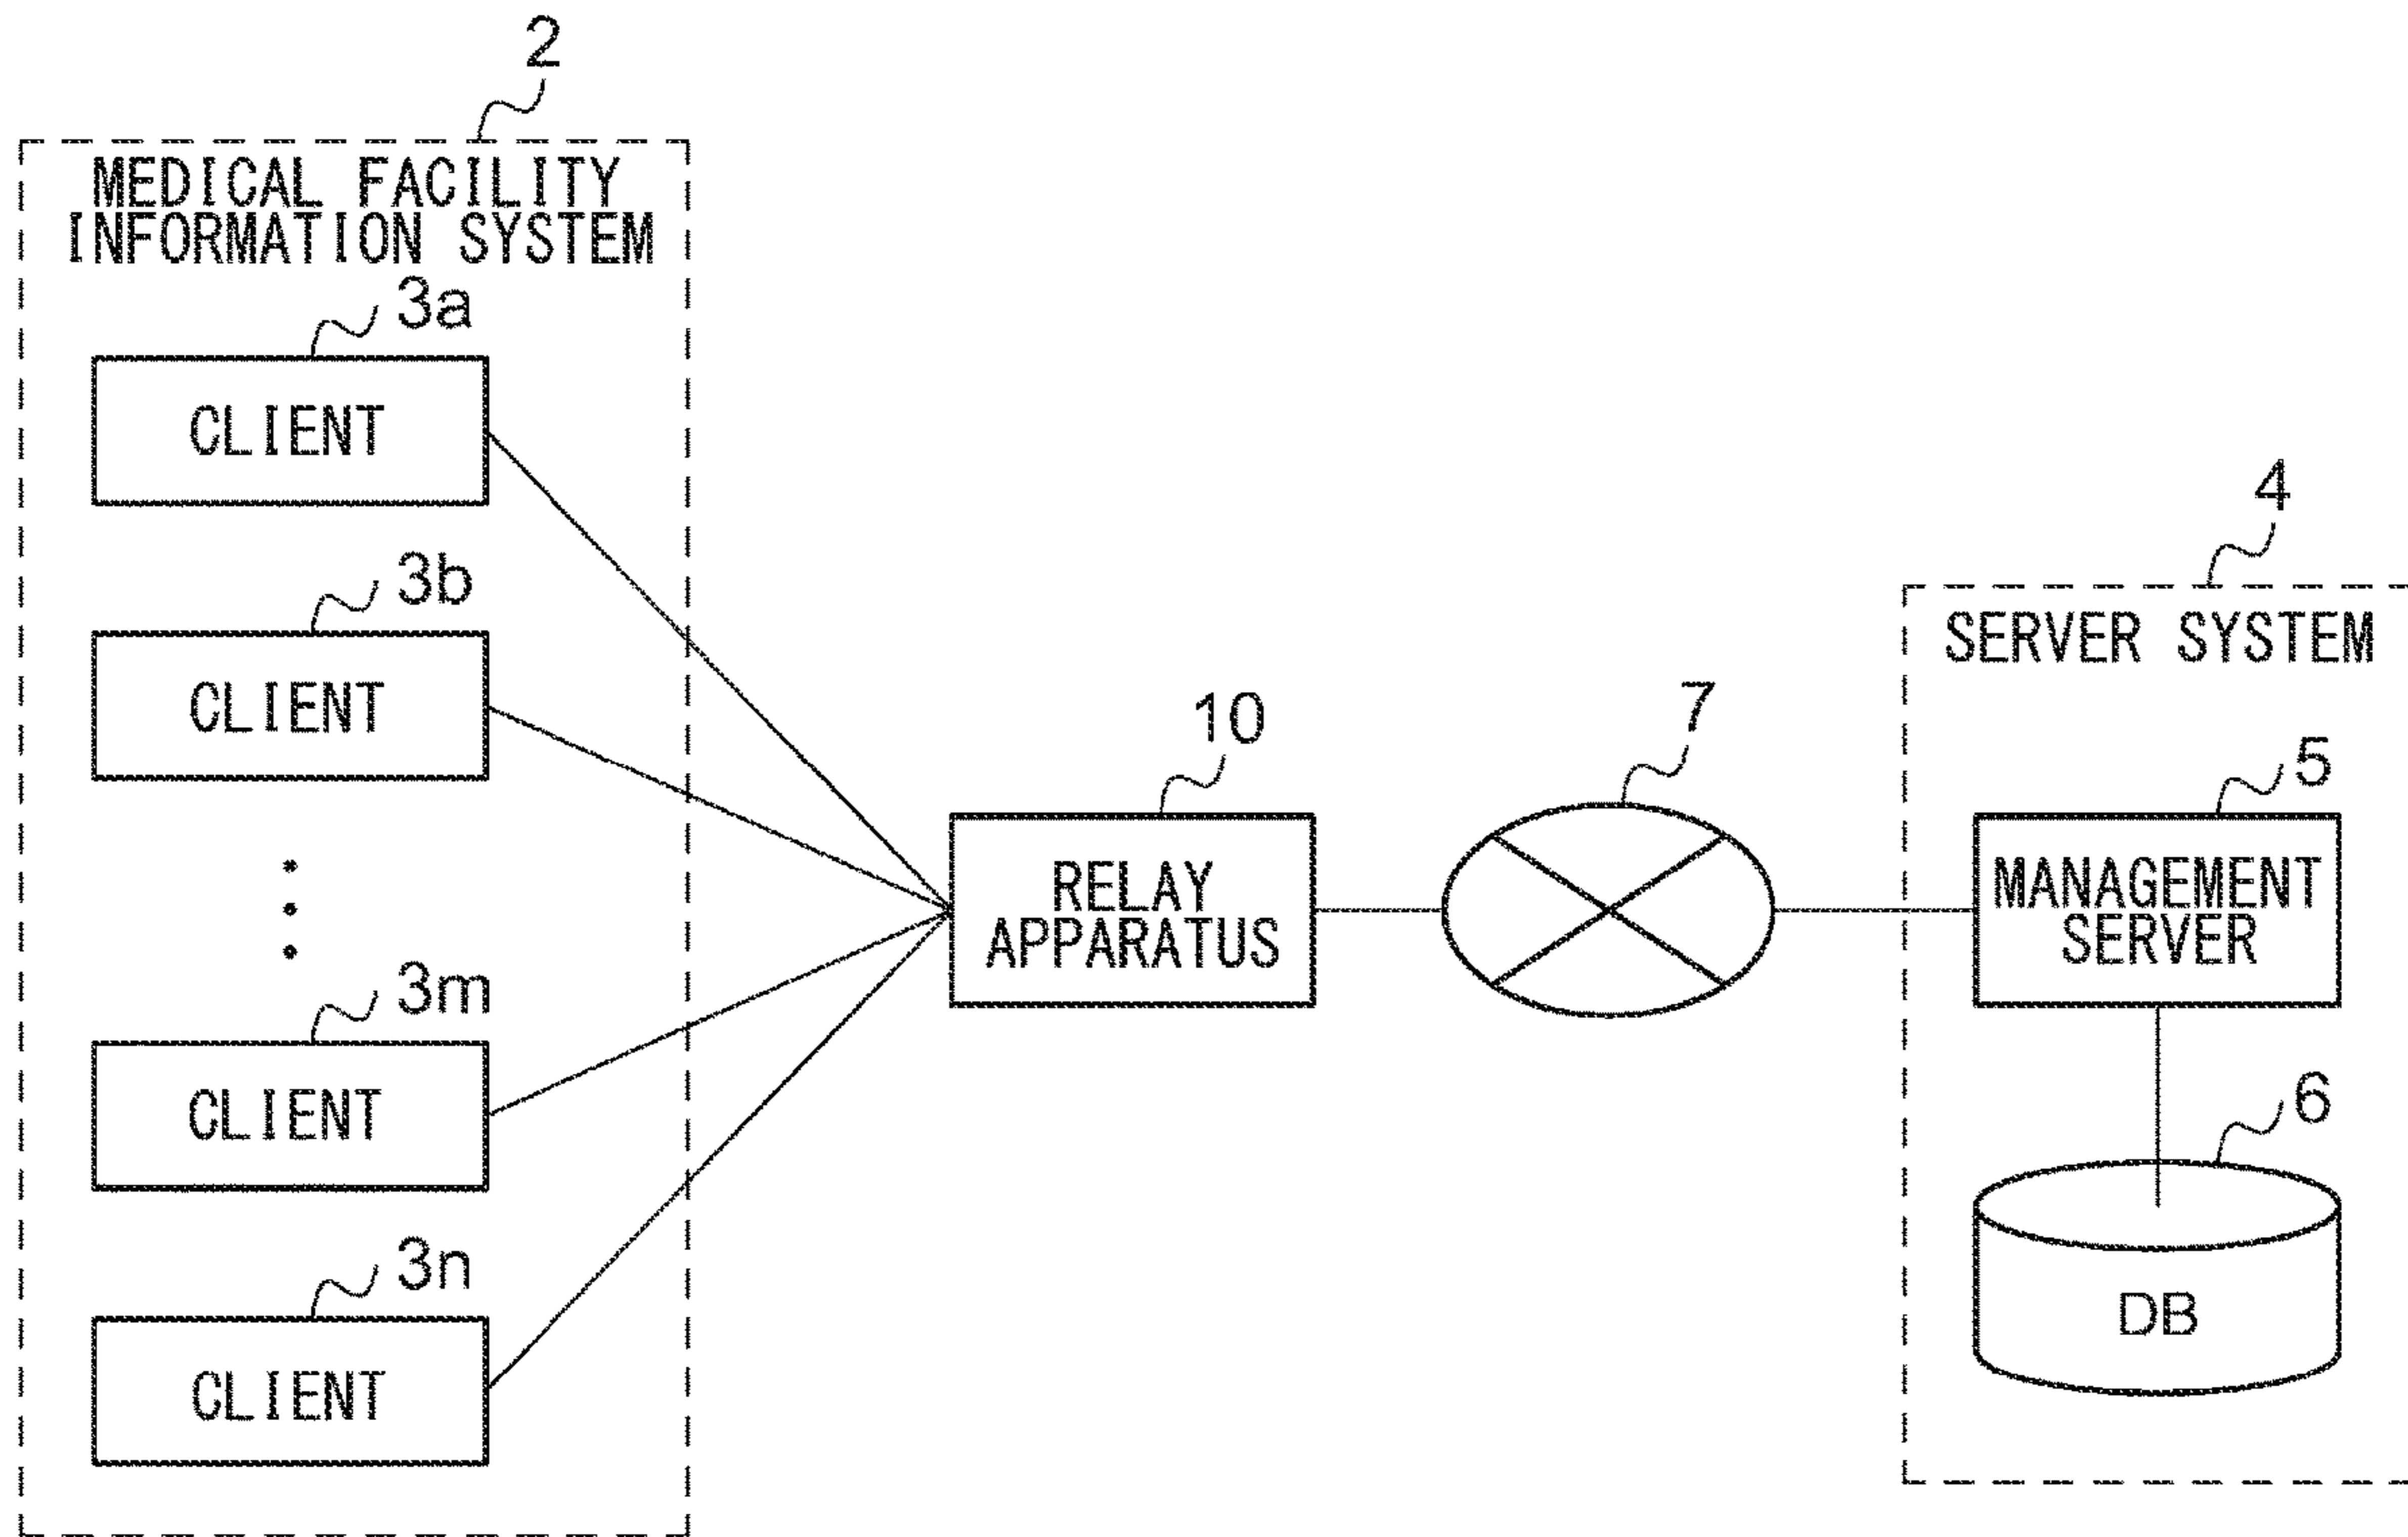 2
MEDICAL FACILITY
INFORMATION SYSTEM
3a
CLIENT
3b
CLIENT
3m
CLIENT
3n
CLIENT
10
RELAY
APPARATUS
7
4
SERVER SYSTEM
5
MANAGEMENT
SERVER
6
DB